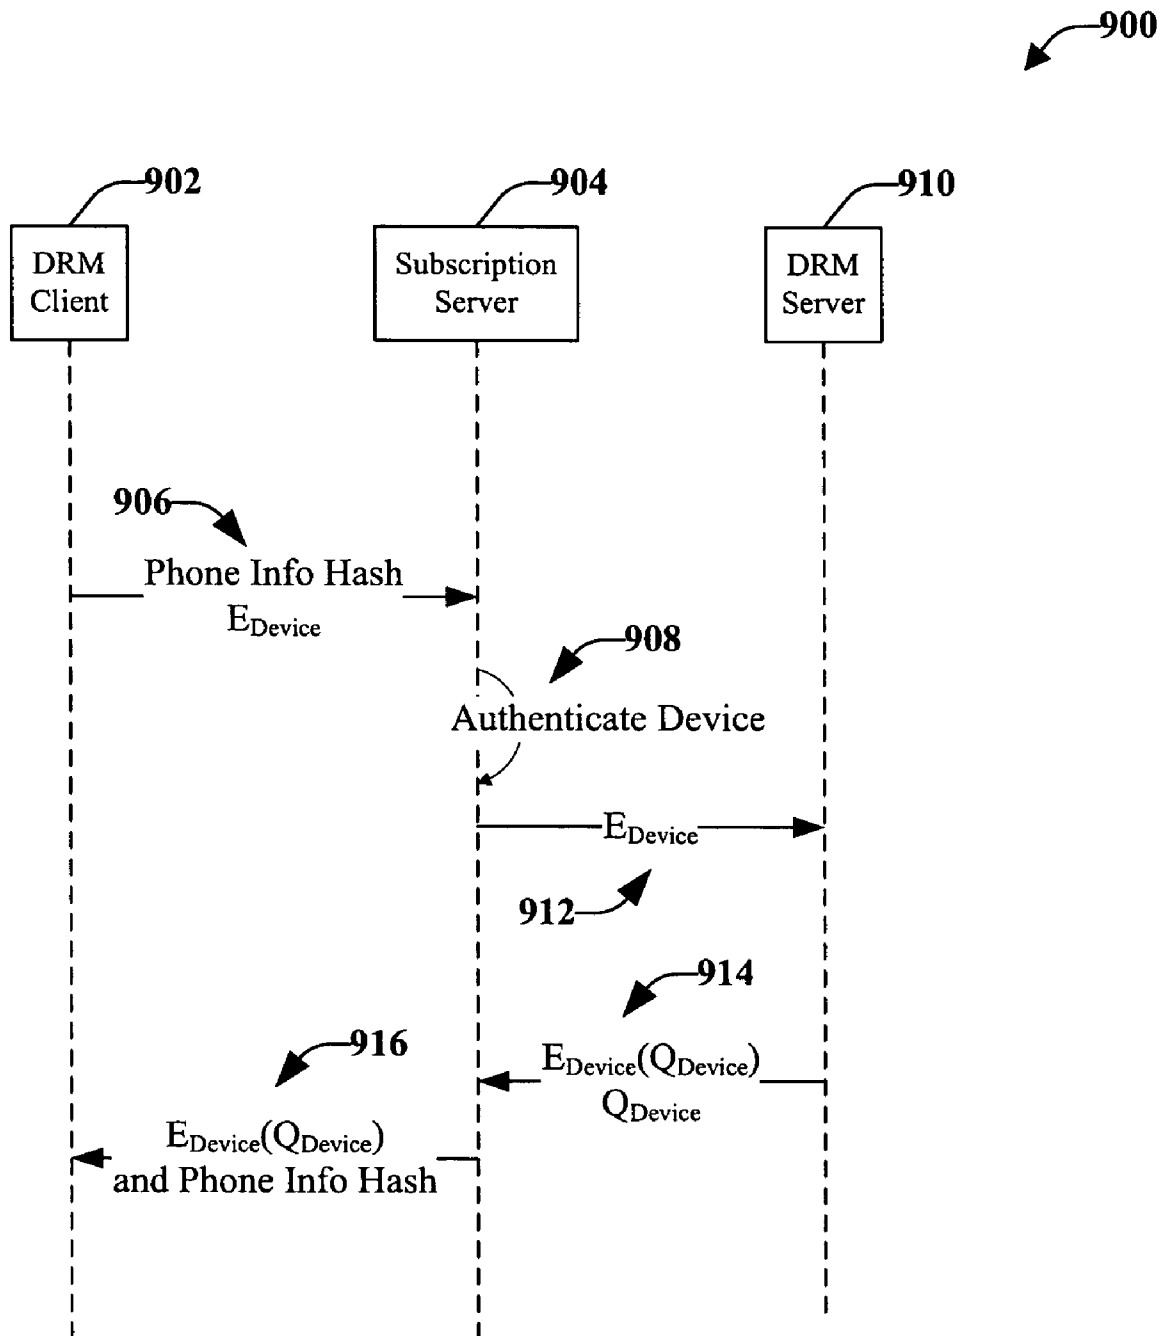 900
902
904
910
DRM
Client
Subscription
Server
DRM
Server
906
Phone Info Hash
EDevice
908
Authenticate Device
EDevice
912
914
EDevice(QDevice)
QDevice
916
EDevice(QDevice)
and Phone Info Hash